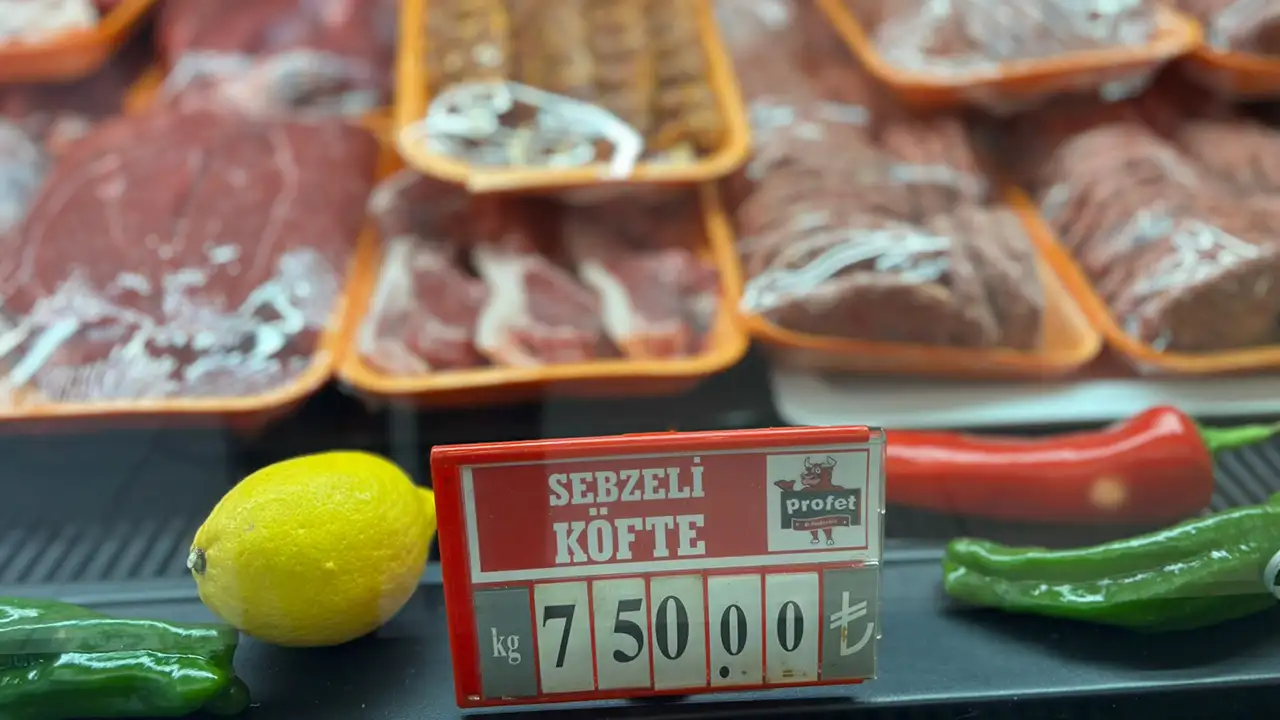 SEBZELİ
KÖFTE
profet
kg 750.00 ₺